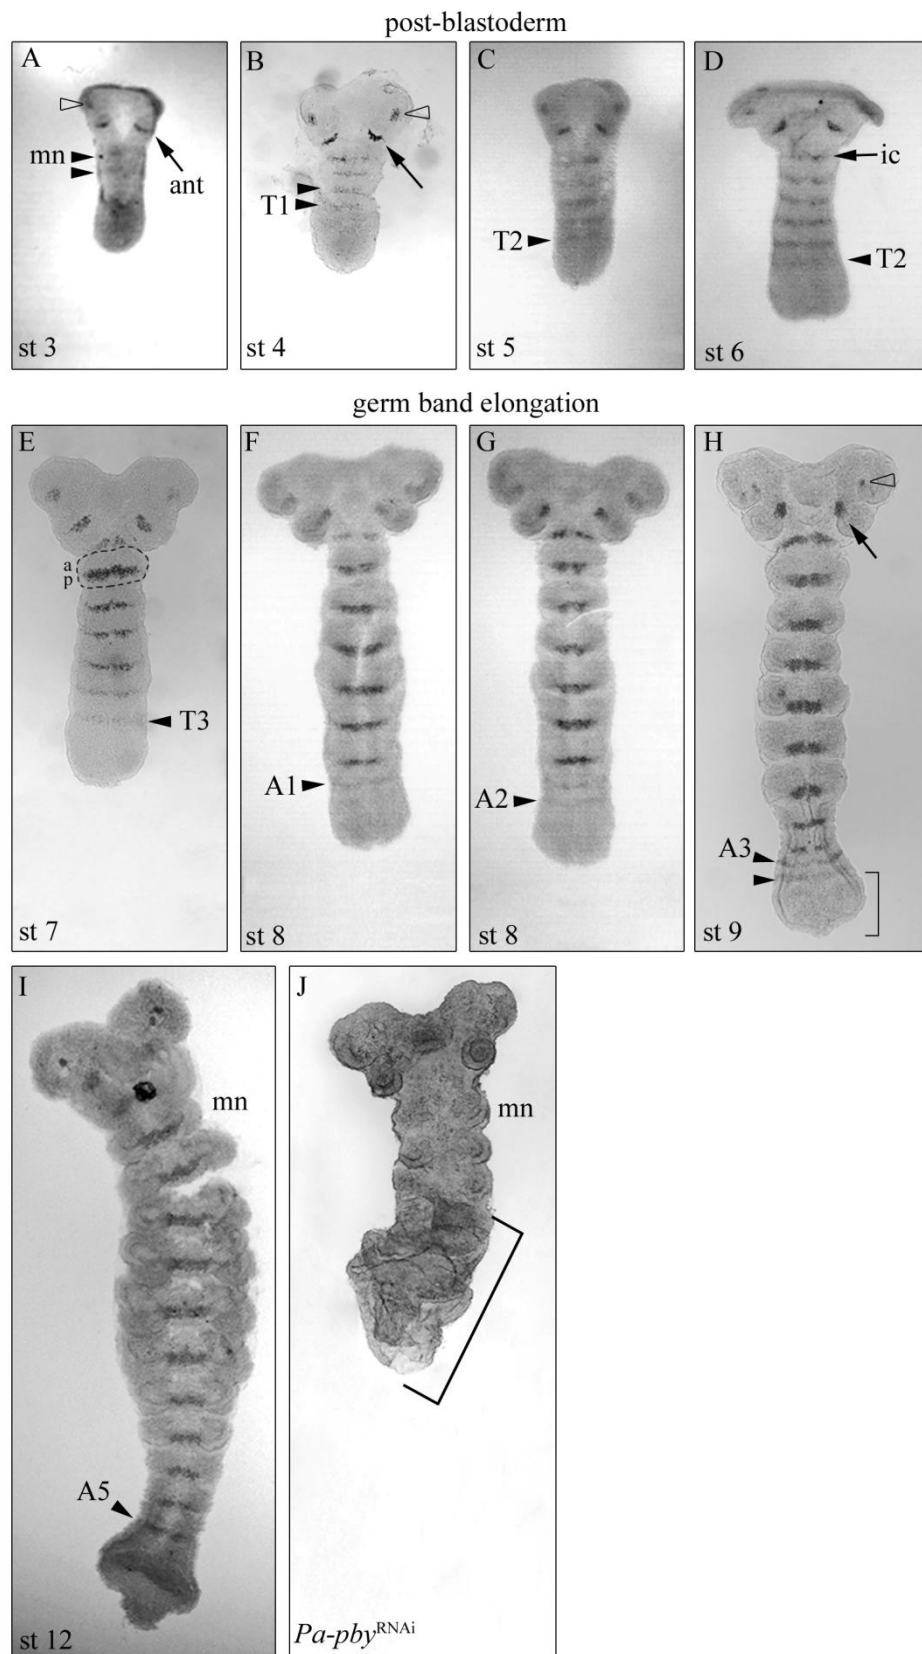 post-blastoderm
A
mn
ant
st 3
B
T1
st 4
C
T2
st 5
D
ic
T2
st 6
germ band elongation
E
a
p
T3
st 7
F
A1
st 8
G
A2
st 8
H
A3
st 9
I
mn
A5
st 12
J
mn
Pa-pby^RNAi